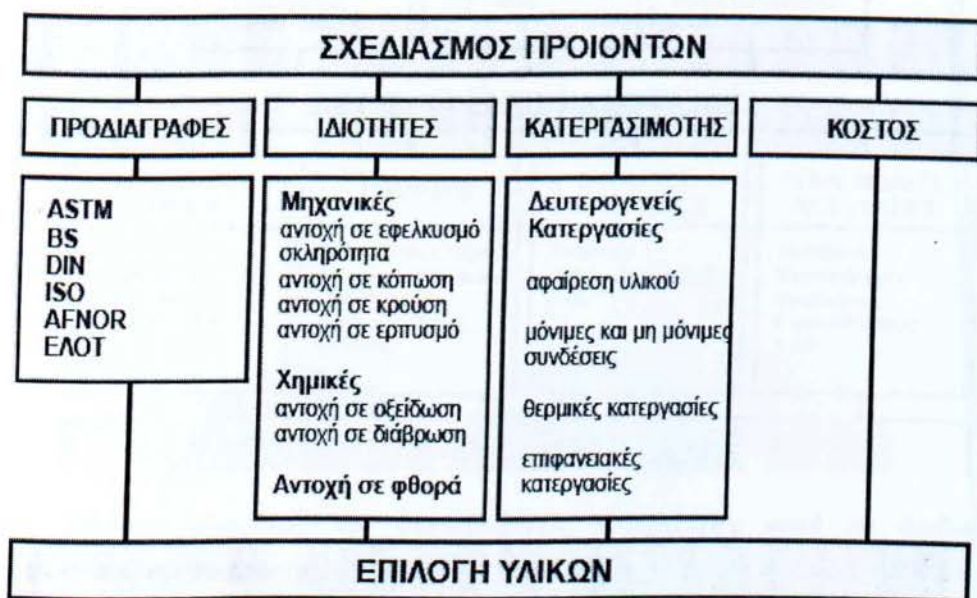 ΣΧΕΔΙΑΣΜΟΣ ΠΡΟΙΟΝΤΩΝ
ΠΡΟΔΙΑΓΡΑΦΕΣ
ΙΔΙΟΤΗΤΕΣ
ΚΑΤΕΡΓΑΣΙΜΟΤΗΣ
ΚΟΣΤΟΣ
ASTM
BS
DIN
ISO
AFNOR
ΕΛΟΤ
Μηχανικές
αντοχή σε εφελκυσμό
σκληρότητα
αντοχή σε κόπωση
αντοχή σε κρούση
αντοχή σε ερπυσμό
Χημικές
αντοχή σε οξείδωση
αντοχή σε διάβρωση
Αντοχή σε φθορά
Δευτερογενείς
Κατεργασίες
αφαίρεση υλικού
μόνιμες και μη μόνιμες
συνδέσεις
θερμικές κατεργασίες
επιφανειακές
κατεργασίες
ΕΠΙΛΟΓΗ ΥΛΙΚΩΝ